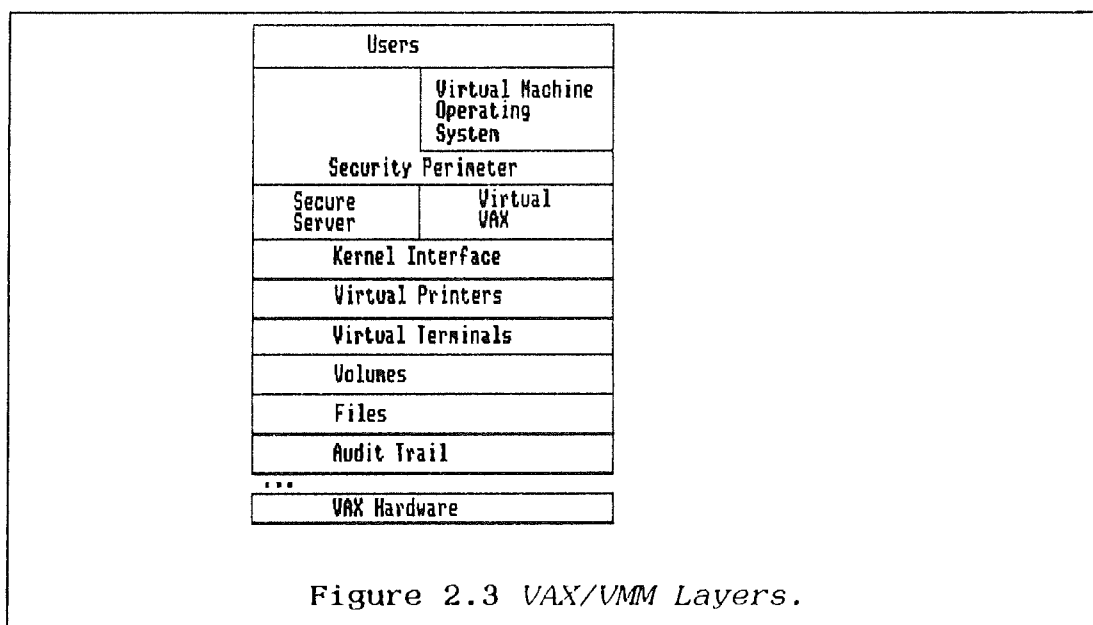 Users
Virtual Machine
Operating
System
Security Perimeter
Secure
Server
Virtual
VAX
Kernel Interface
Virtual Printers
Virtual Terminals
Volumes
Files
Audit Trail
...
VAX Hardware
Figure 2.3 VAX/VMM Layers.